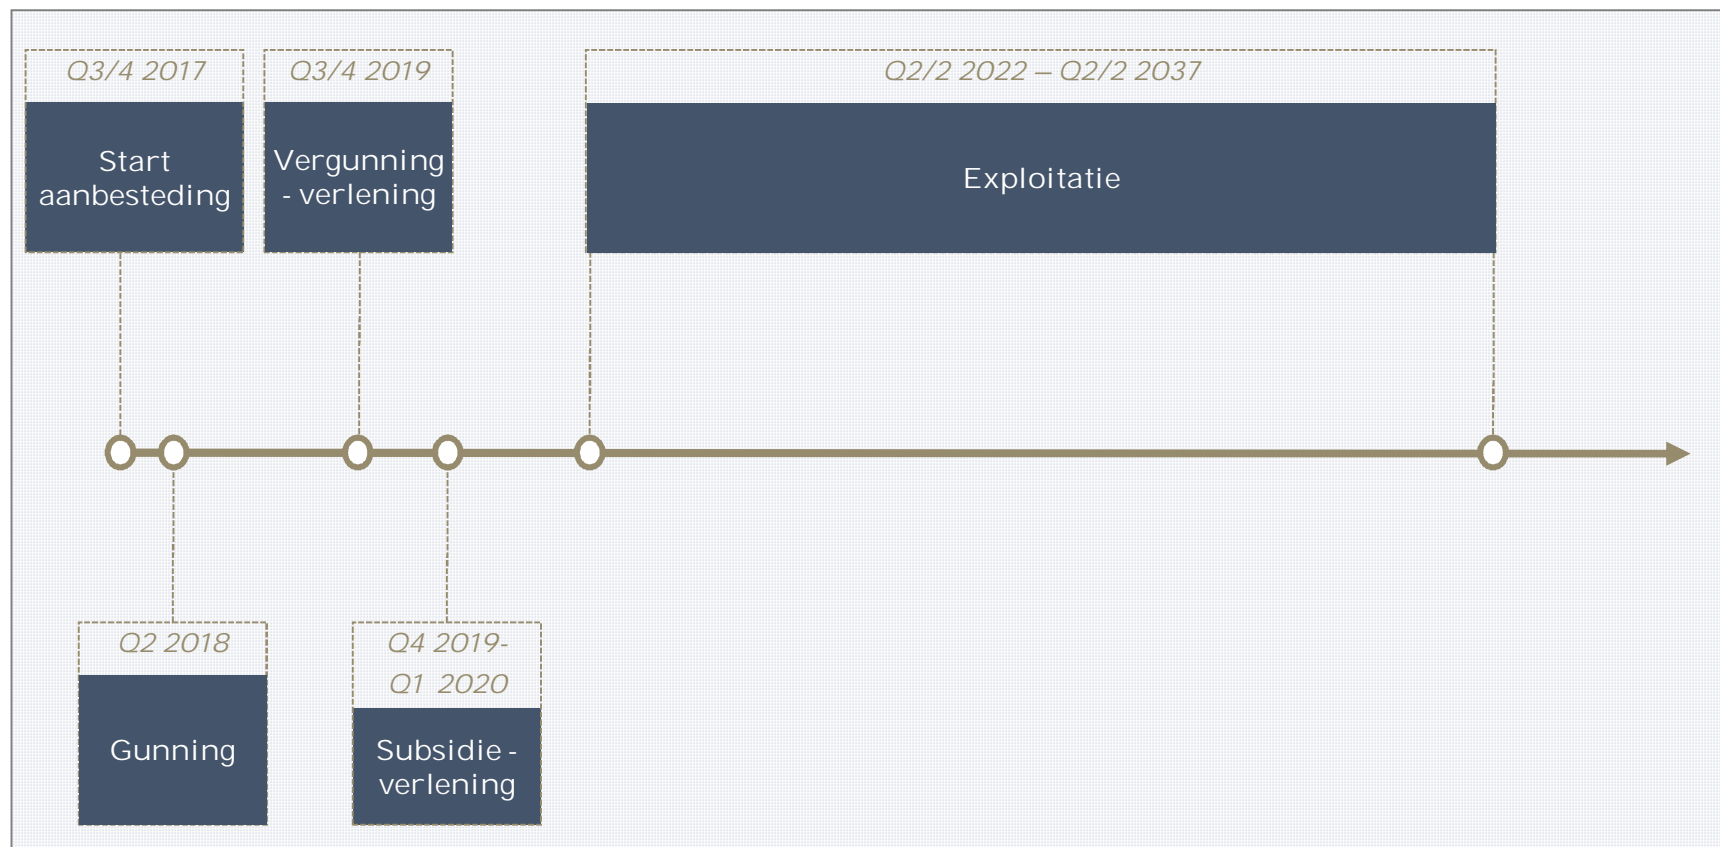 Q3/4 2017
Start
aanbesteding
Q3/4 2019
Vergunning
- verlening
Q2/2 2022 – Q2/2 2037
Exploitatie
Q2 2018
Gunning
Q4 2019-
Q1 2020
Subsidie -
verlening